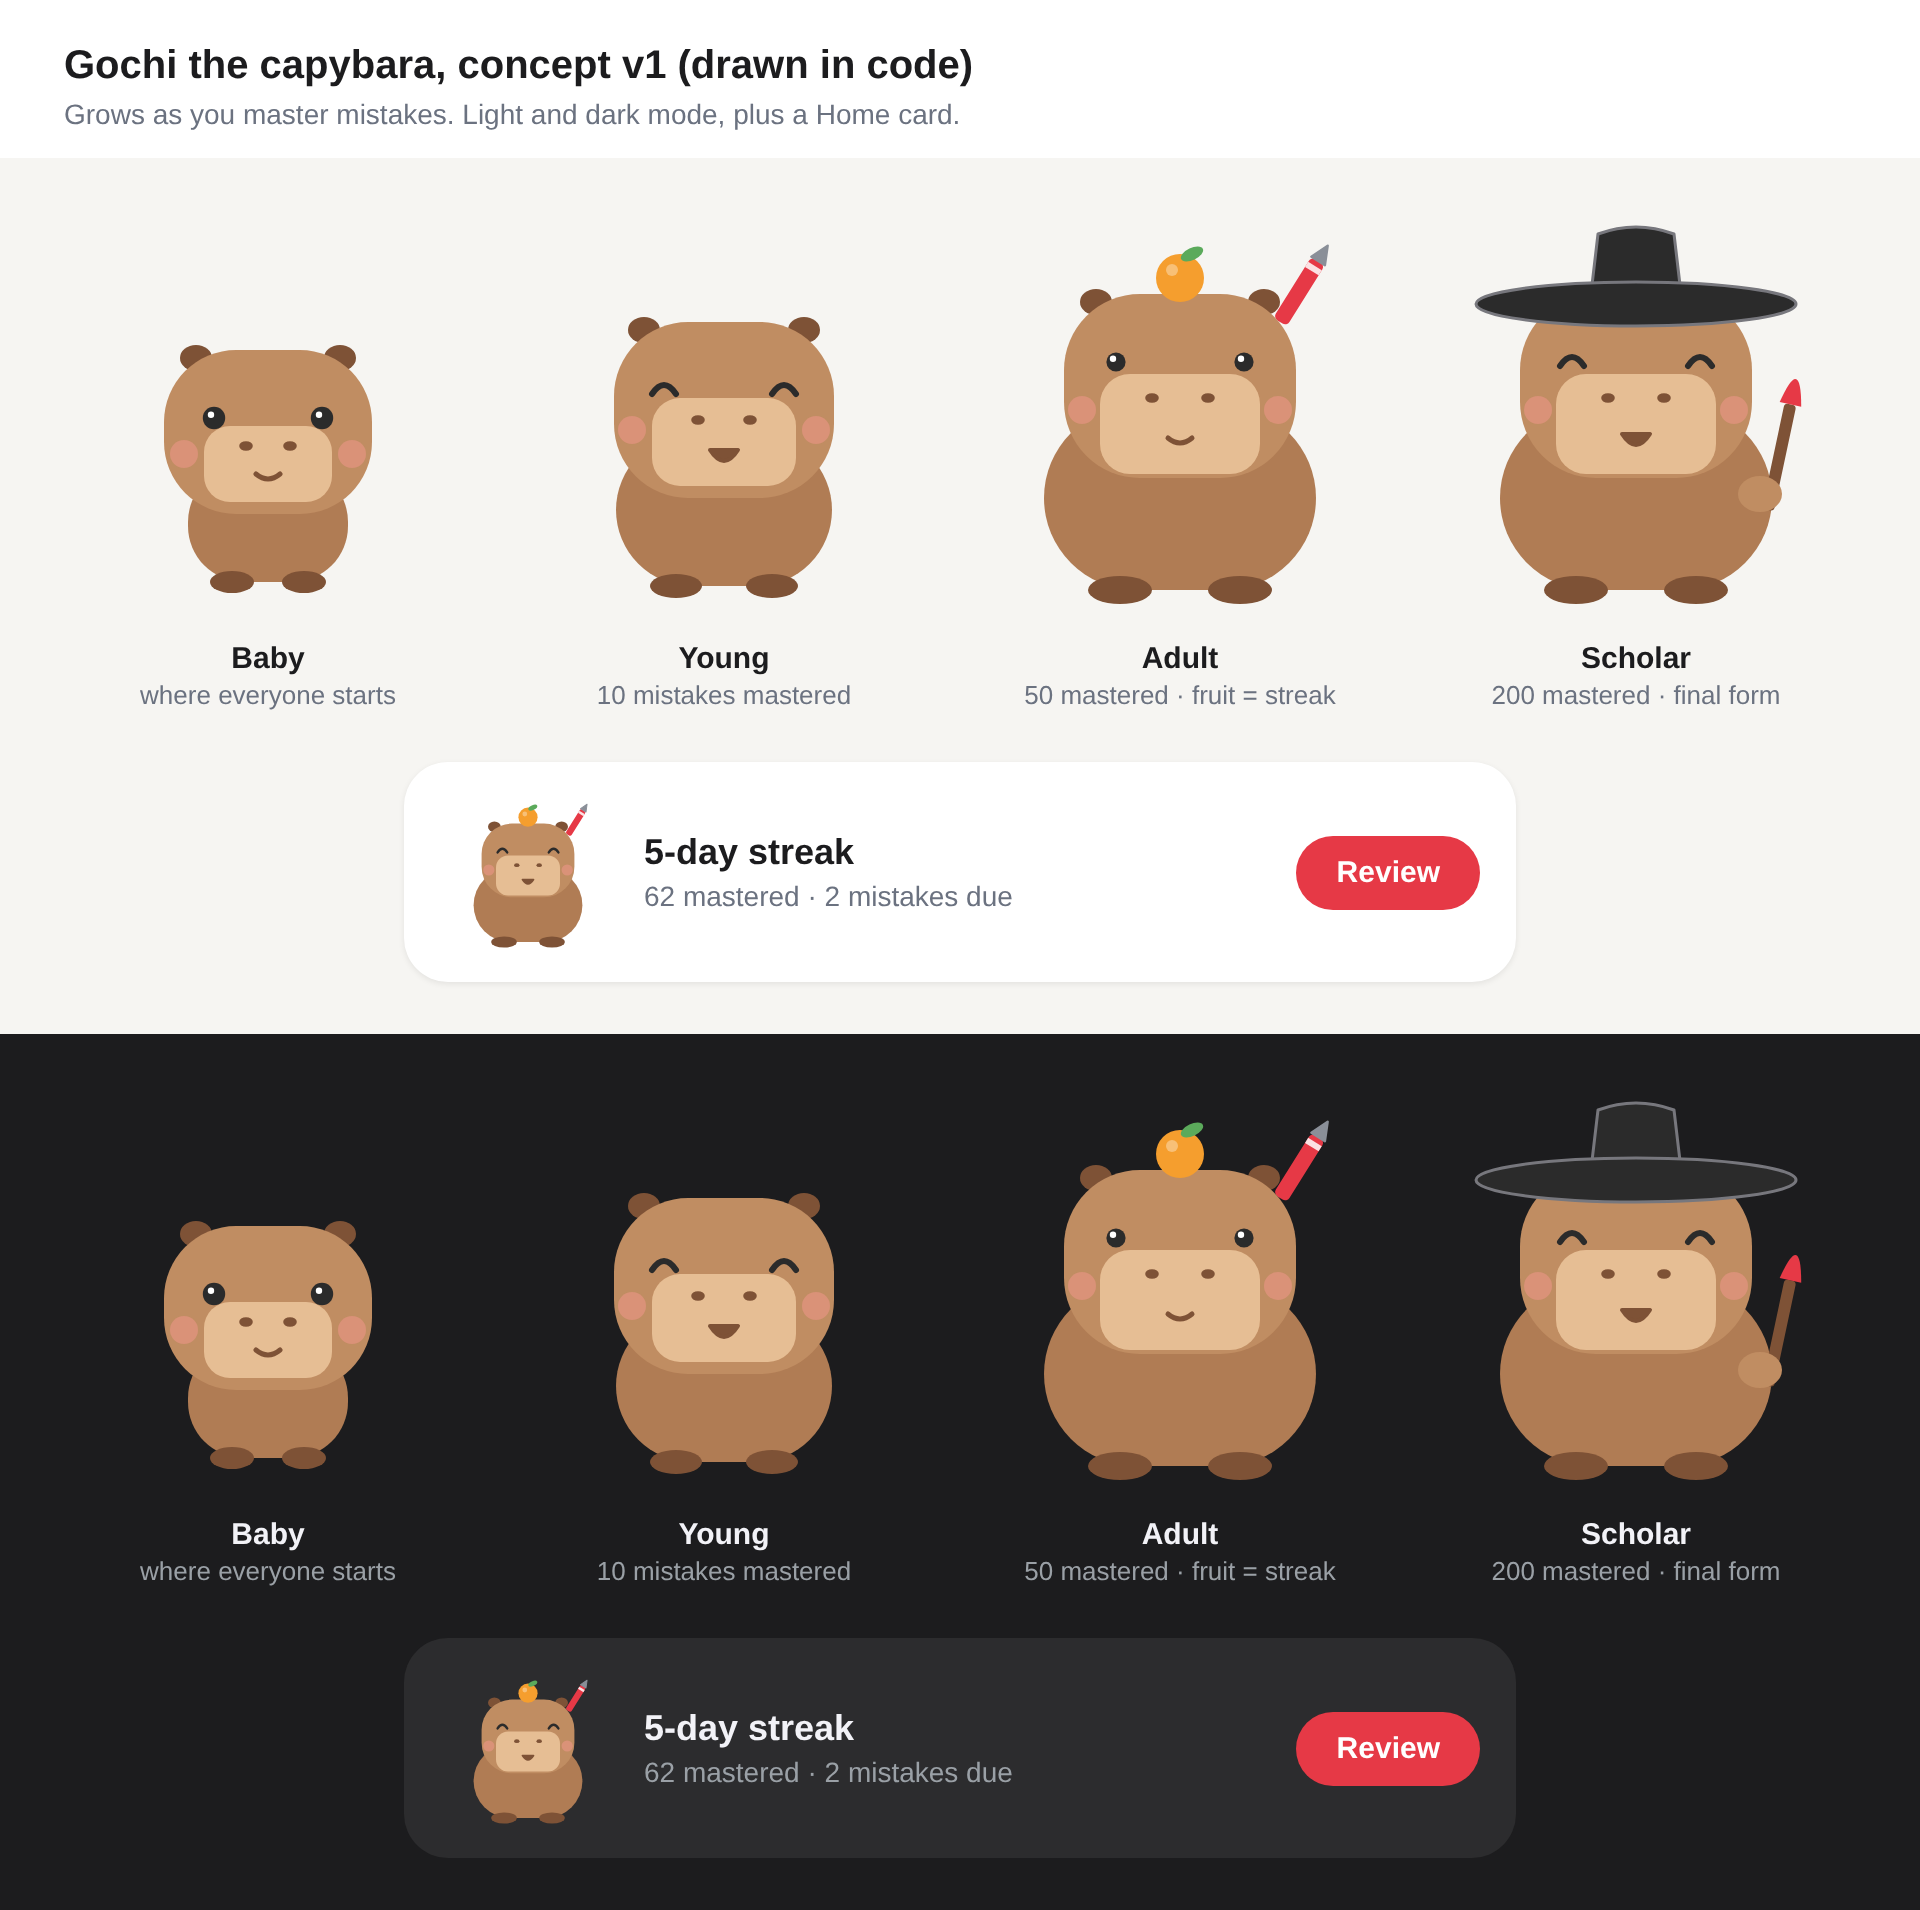 Gochi the capybara, concept v1 (drawn in code)
Grows as you master mistakes. Light and dark mode, plus a Home card.
Baby
where everyone starts
Young
10 mistakes mastered
Adult
50 mastered · fruit = streak
Scholar
200 mastered · final form
5-day streak
62 mastered · 2 mistakes due
Review
Baby
where everyone starts
Young
10 mistakes mastered
Adult
50 mastered · fruit = streak
Scholar
200 mastered · final form
5-day streak
62 mastered · 2 mistakes due
Review